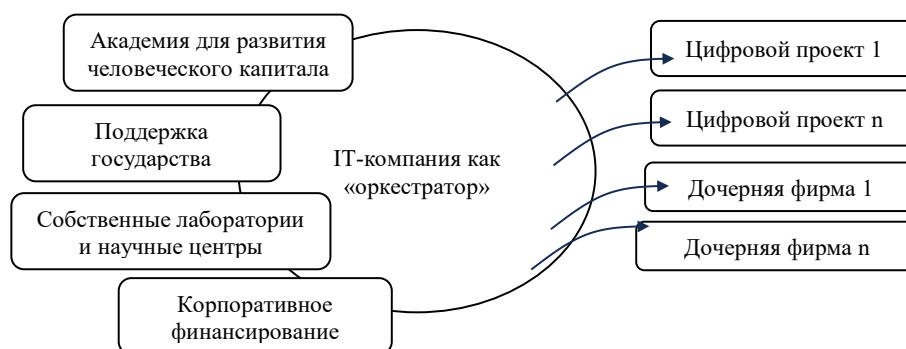 Академия для развития
человеческого капитала
Поддержка
государства
Собственные лаборатории
и научные центры
Корпоративное
финансирование
IT-компания как
«оркестратор»
Цифровой проект 1
Цифровой проект n
Дочерняя фирма 1
Дочерняя фирма n